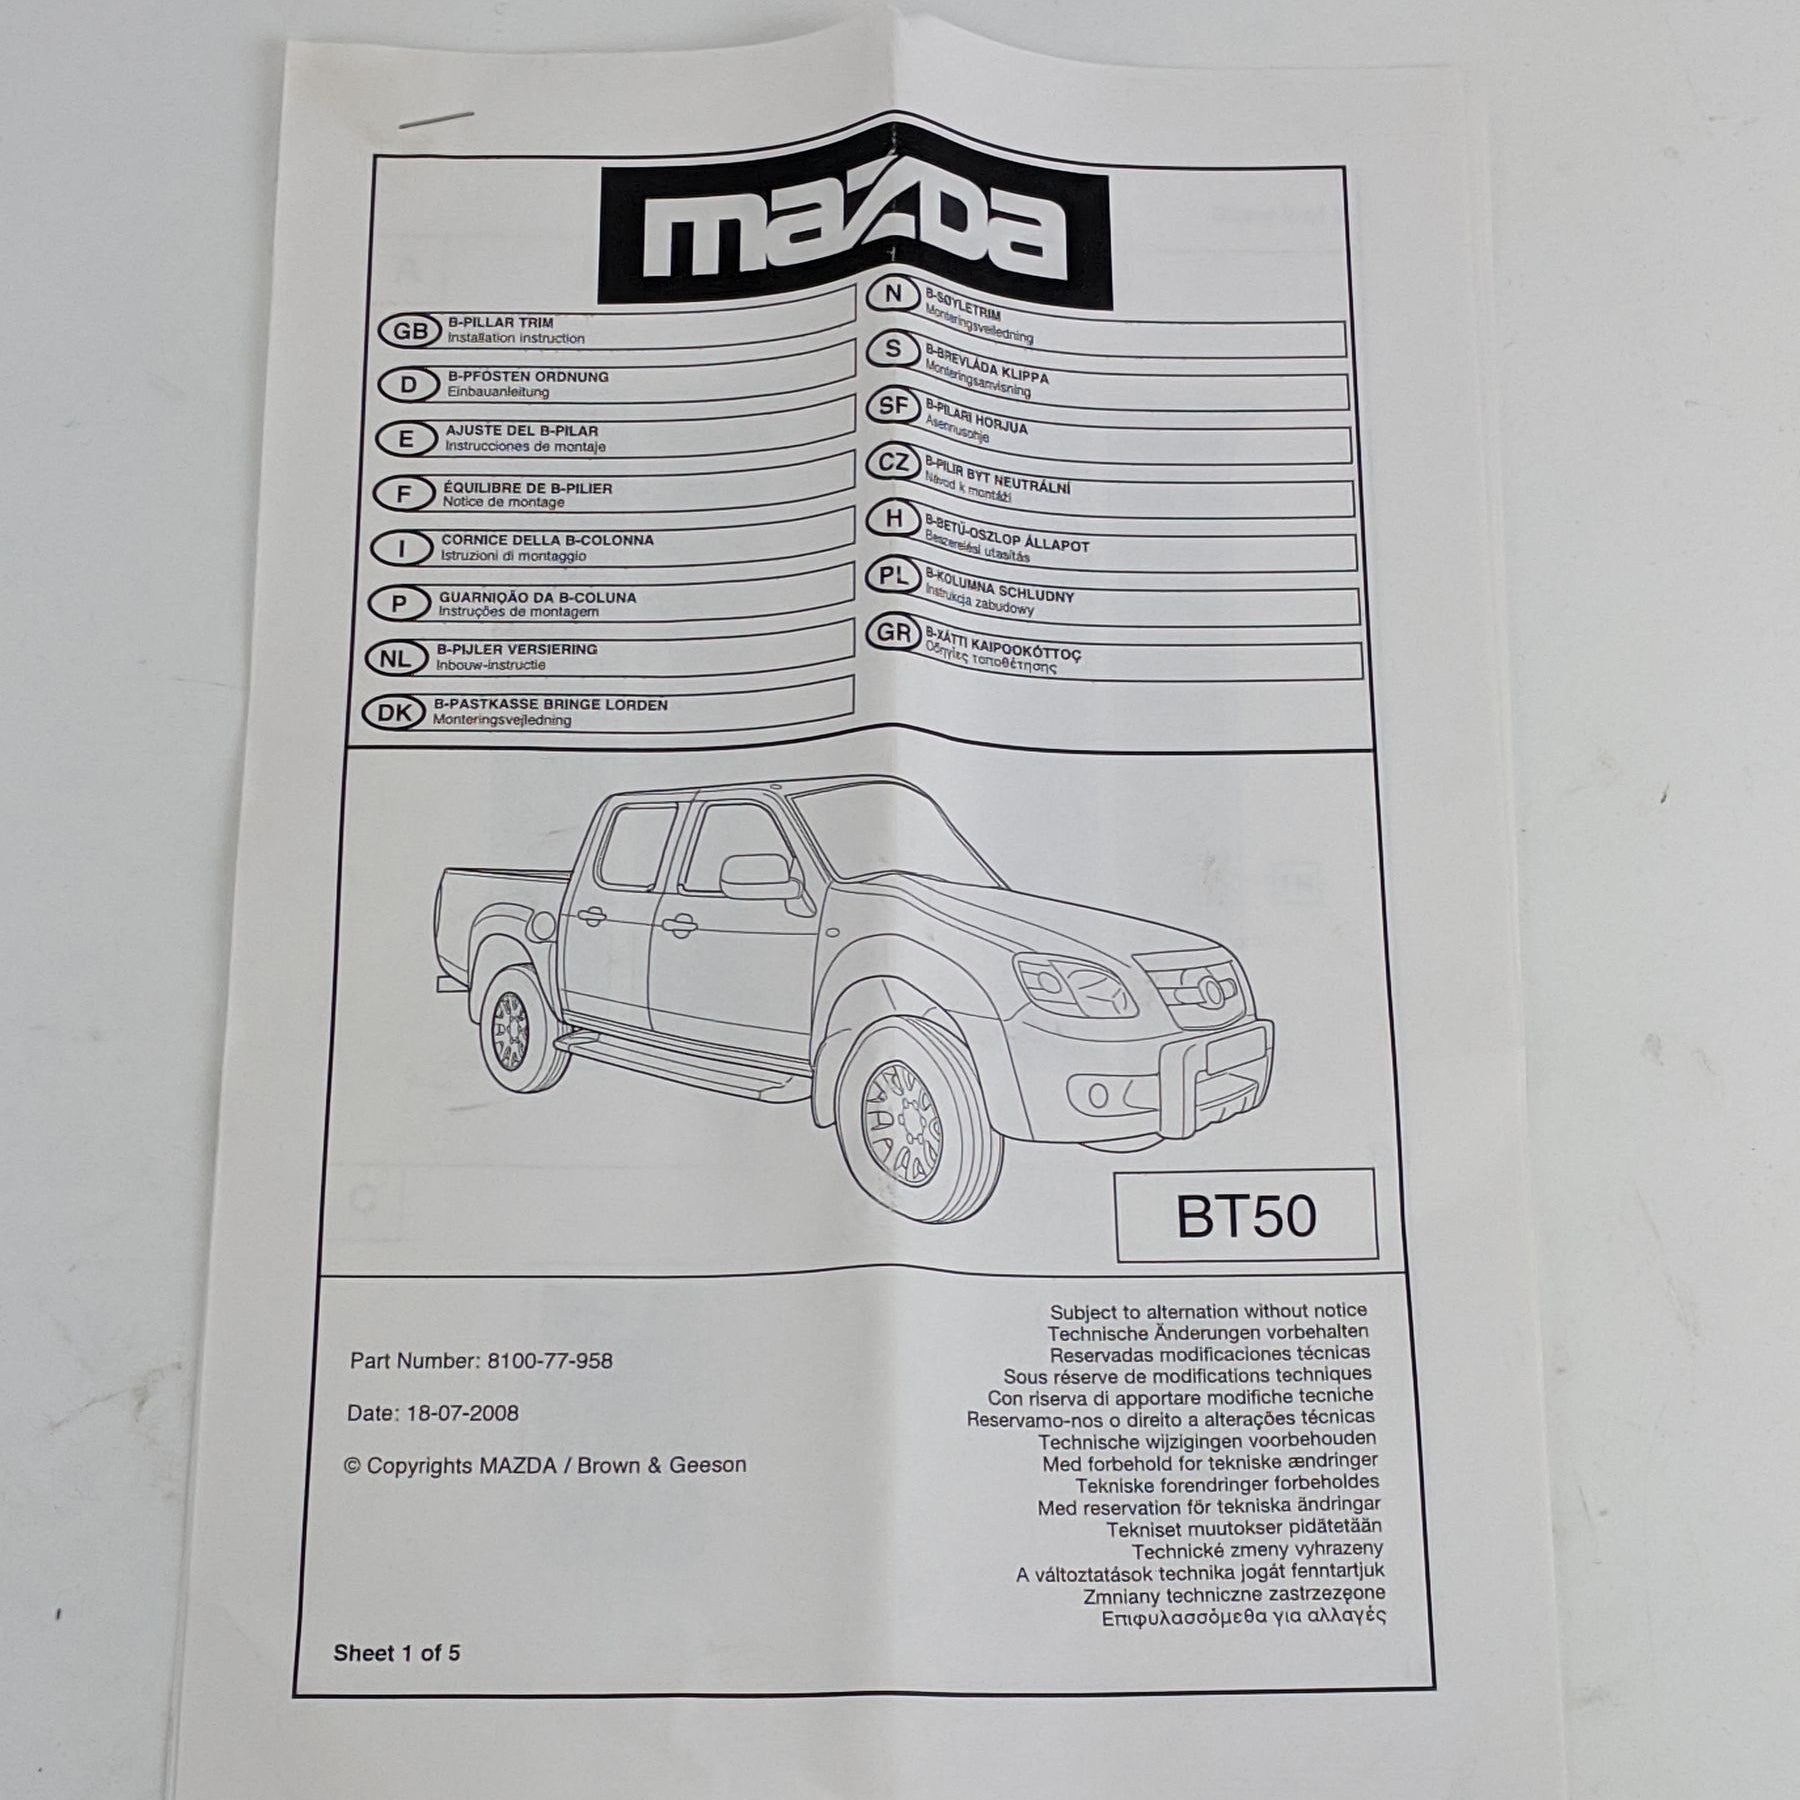 mazda
GB
B-PILLAR TRIM
Installation instruction
D
B-PFOSTEN ORDNUNG
Einbauanleitung
E
AJUSTE DEL B-PILAR
Instrucciones de montaje
F
ÉQUILIBRE DE B-PILIER
Notice de montage
I
CORNICE DELLA B-COLONNA
Istruzioni di montaggio
P
GUARNIÇÃO DA B-COLUNA
Instruções de montagem
NL
B-PIJLER VERSIERING
Inbouw-instructie
DK
B-PASTKASSE BRINGE LORDEN
Monteringsvejledning
N
B-SØYLETRIM
Monteringsveiledning
S
B-BREVLÅDA KLIPPA
Monteringsanvisning
SF
B-PILARI HORJUA
Asennusohje
CZ
B-PILIR BYT NEUTRÁLNÍ
Návod k montáži
H
B-BETŰ-OSZLOP ÁLLAPOT
Beszerelési utasítás
PL
B-KOLUMNA SCHLUDNY
Instrukcja zabudowy
GR
B-ΧΆΤΤΙ ΚΑΙΡΟΟΚΌΤΤΟς
Οδηγίες τοποθέτησης
BT50
Part Number: 8100-77-958
Date: 18-07-2008
© Copyrights MAZDA / Brown & Geeson
Sheet 1 of 5
Subject to alternation without notice
Technische Änderungen vorbehalten
Reservadas modificaciones técnicas
Sous réserve de modifications techniques
Con riserva di apportare modifiche tecniche
Reservamo-nos o direito a alterações técnicas
Technische wijzigingen voorbehouden
Med forbehold for tekniske ændringer
Tekniske forendringer forbeholdes
Med reservation för tekniska ändringar
Tekniset muutokser pidätetään
Technické zmeny vyhrazeny
A változtatások technika jogát fenntartjuk
Zmniany techniczne zastrzezęone
Επιφυλασσόμεθα για αλλαγές